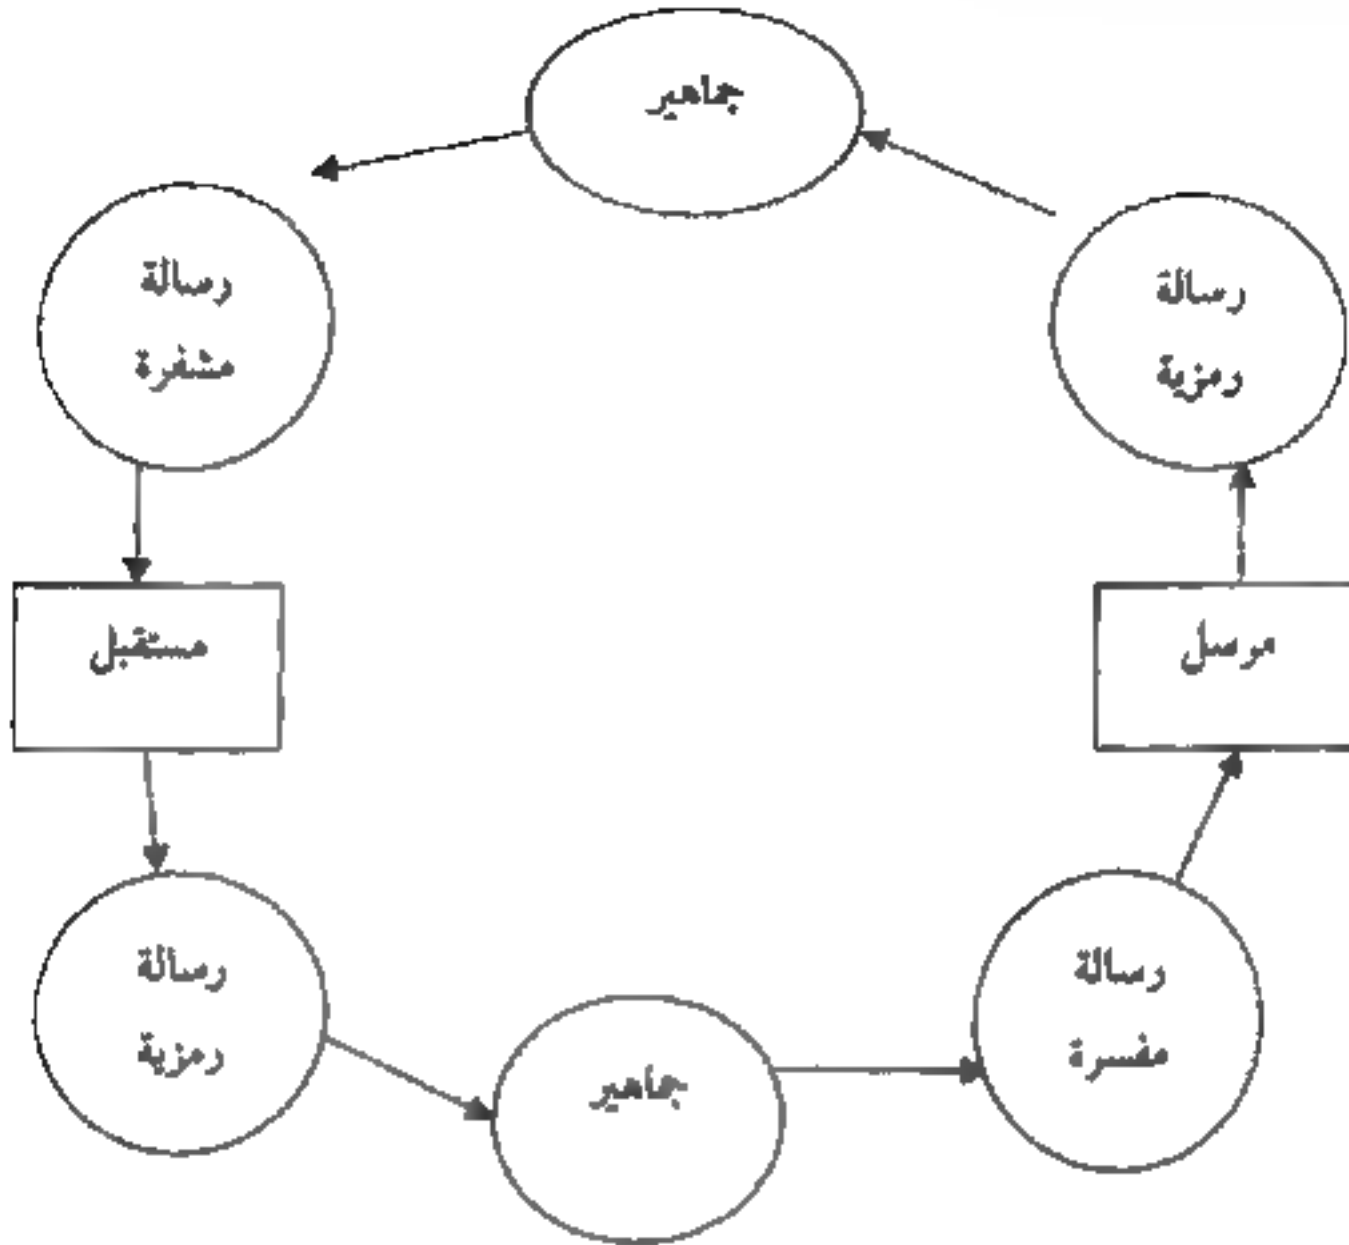 جماهير
رسالة
مشفرة
رسالة
رمزية
مستقبل
مرسل
رسالة
رمزية
رسالة
مفسرة
جماهير